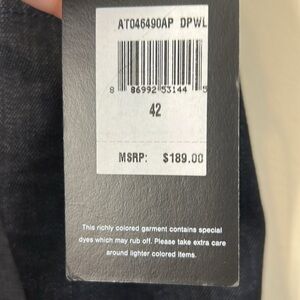 AT046490AP DPWL
8 86992 53144 5
42
MSRP: $189.00
This richly colored garment contains special
dyes which may rub off. Please take extra care
around lighter colored items.